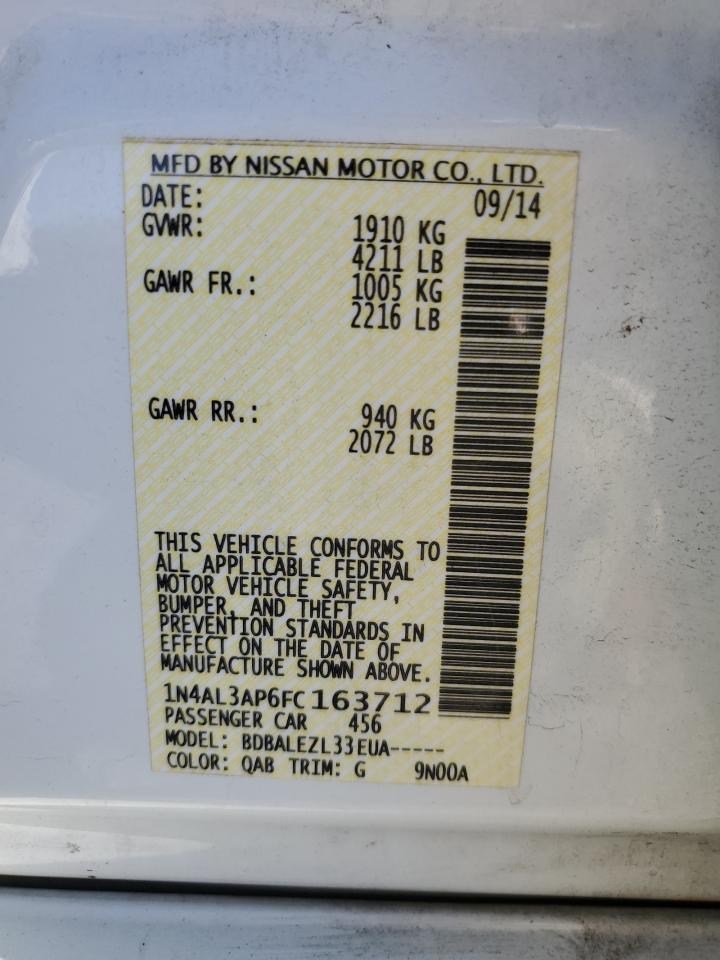 MFD BY NISSAN MOTOR CO., LTD.
DATE: 09/14
GVWR: 1910 KG
4211 LB
GAWR FR.: 1005 KG
2216 LB
GAWR RR.: 940 KG
2072 LB
THIS VEHICLE CONFORMS TO
ALL APPLICABLE FEDERAL
MOTOR VEHICLE SAFETY,
BUMPER, AND THEFT
PREVENTION STANDARDS IN
EFFECT ON THE DATE OF
MANUFACTURE SHOWN ABOVE.
1N4AL3AP6FC163712
PASSENGER CAR 456
MODEL: BDBALEZL33EUA-----
COLOR: QAB TRIM: G 9N00A